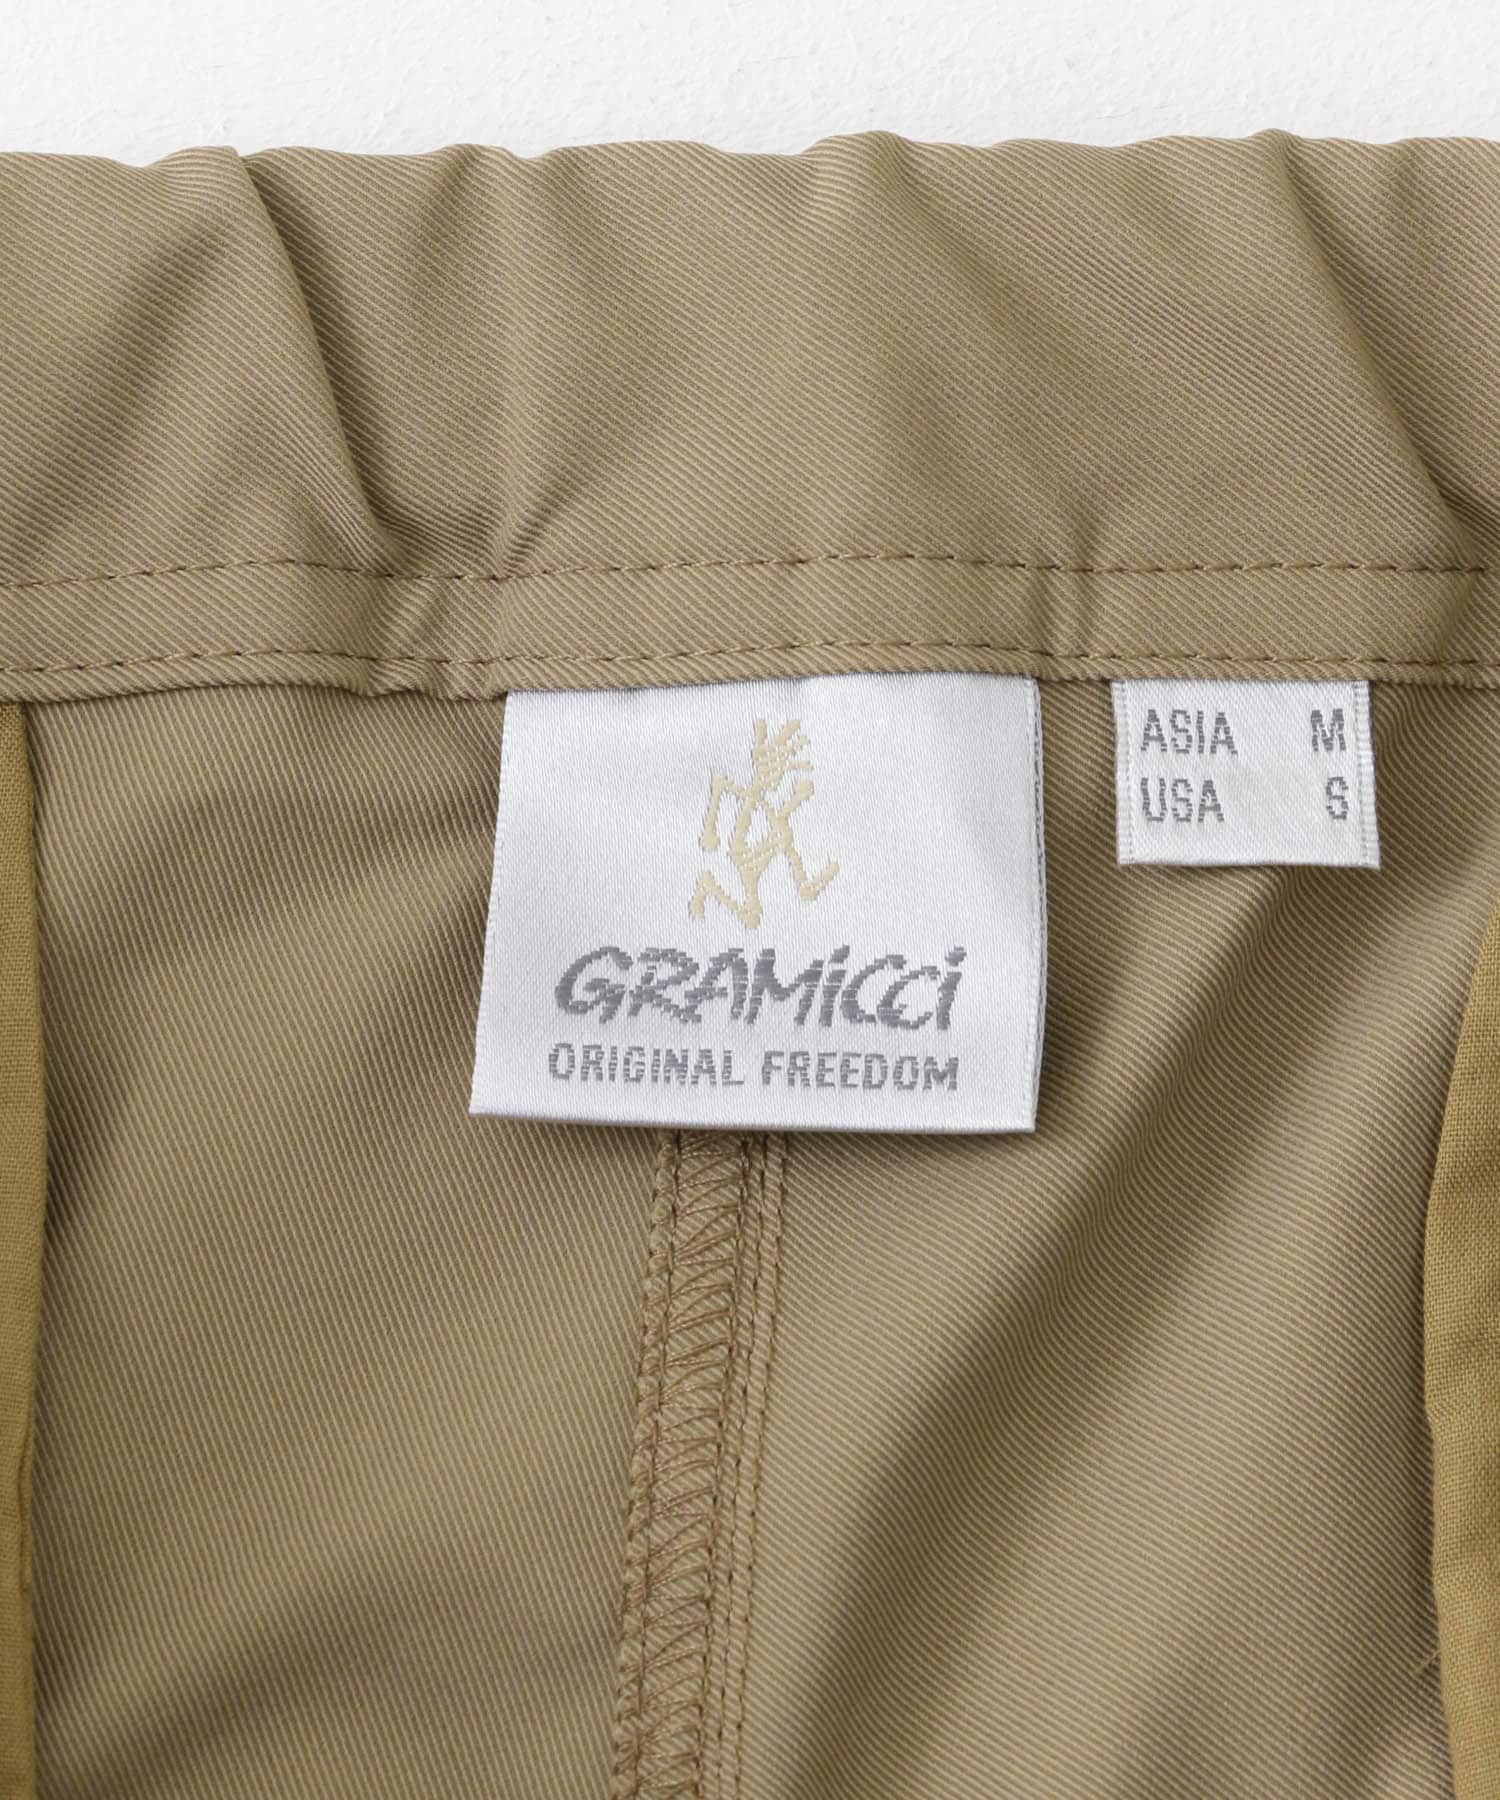 GRAMiCCi
ORIGINAL FREEDOM
ASIA M
USA S